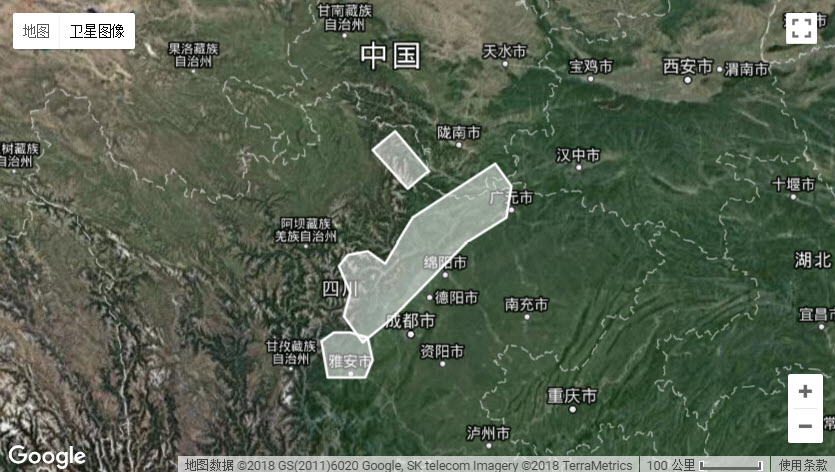 地图
卫星图像
甘南藏族
自治州
中国
果洛藏族
自治州
天水市
宝鸡市
西安市
渭南市
陇南市
树藏族
自治州
汉中市
十堰市
广元市
阿坝藏族
羌族自治州
湖北
绵阳市
四川
德阳市
南充市
宜昌市
成都市
甘孜藏族
自治州
资阳市
雅安市
重庆市
泸州市
+
−
Google
地图数据 ©2018 GS(2011)6020 Google, SK telecom Imagery ©2018 TerraMetrics
100 公里
使用条款